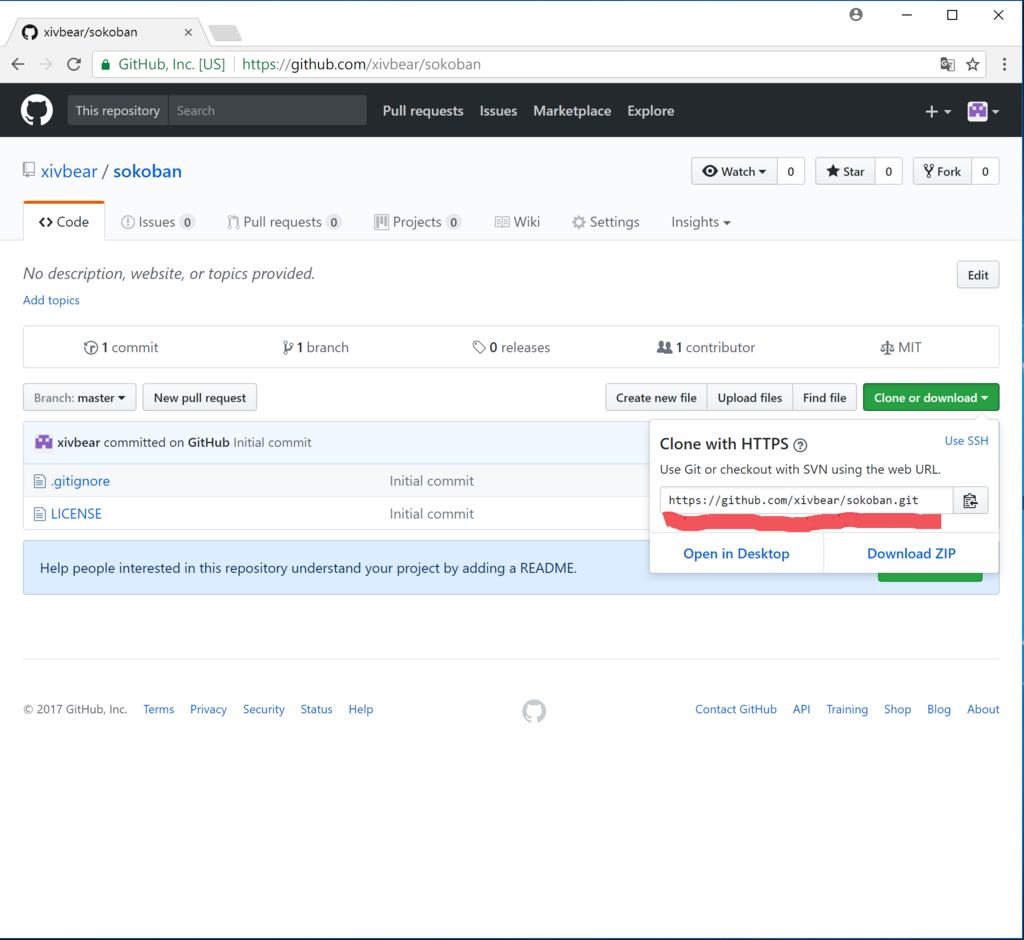 xivbear/sokoban
GitHub, Inc. [US] https://github.com/xivbear/sokoban
This repository Search Pull requests Issues Marketplace Explore
xivbear / sokoban Watch 0 Star 0 Fork 0
Code Issues 0 Pull requests 0 Projects 0 Wiki Settings Insights
No description, website, or topics provided. Edit
Add topics
1 commit 1 branch 0 releases 1 contributor MIT
Branch: master New pull request Create new file Upload files Find file Clone or download
xivbear committed on GitHub Initial commit
.gitignore Initial commit
LICENSE Initial commit
Clone with HTTPS ? Use SSH
Use Git or checkout with SVN using the web URL.
https://github.com/xivbear/sokoban.git
Open in Desktop Download ZIP
Help people interested in this repository understand your project by adding a README.
© 2017 GitHub, Inc. Terms Privacy Security Status Help Contact GitHub API Training Shop Blog About